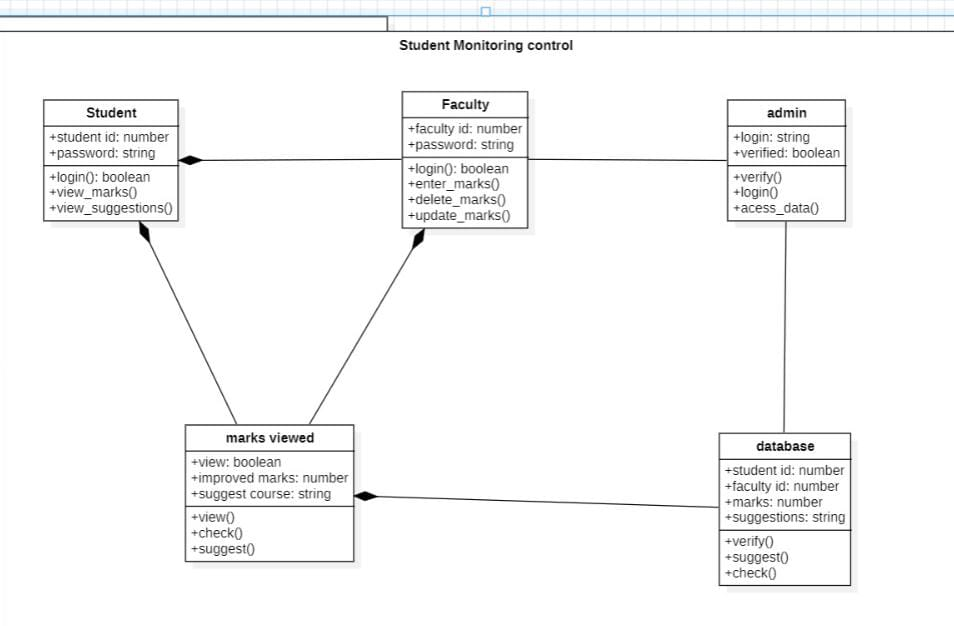 Student Monitoring control
Student
+student id: number
+password: string
+login(): boolean
+view_marks()
+view_suggestions()
Faculty
+faculty id: number
+password: string
+login(): boolean
+enter_marks()
+delete_marks()
+update_marks()
admin
+login: string
+verified: boolean
+verify()
+login()
+acess_data()
marks viewed
+view: boolean
+improved marks: number
+suggest course: string
+view()
+check()
+suggest()
database
+student id: number
+faculty id: number
+marks: number
+suggestions: string
+verify()
+suggest()
+check()